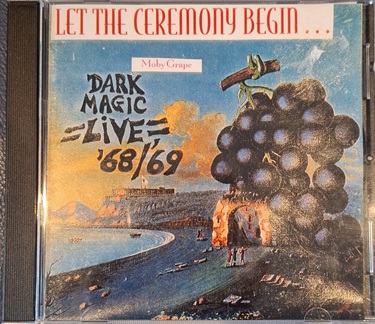 LET THE CEREMONY BEGIN...
Moby Grape
DARK
MAGIC
=LIVE=
'68/'69